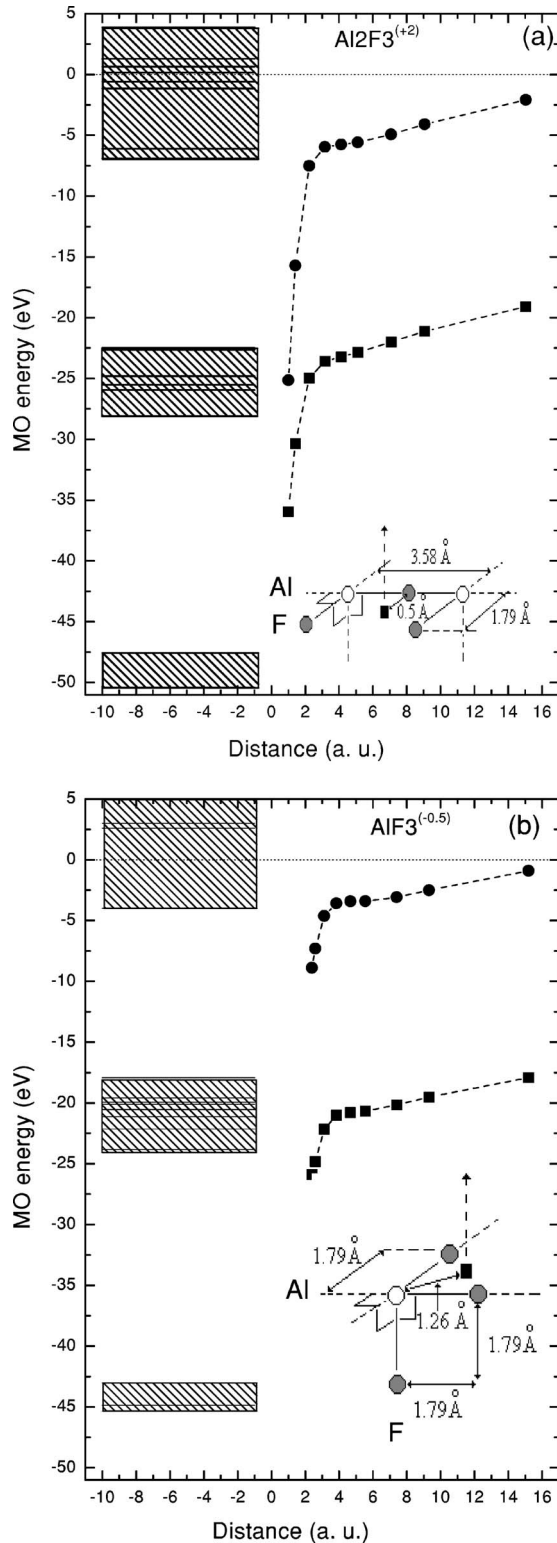 Al2F3(+2)
(a)
5
0
-5
-10
-15
-20
-25
-30
-35
-40
-45
-50
MO energy (eV)
3.58 Å
Al
0.5 Å
1.79 Å
F
-10 -8 -6 -4 -2 0 2 4 6 8 10 12 14 16
Distance (a. u.)
AlF3(-0.5)
(b)
5
0
-5
-10
-15
-20
-25
-30
-35
-40
-45
-50
MO energy (eV)
1.79 Å
Al
1.26 Å
1.79 Å
1.79 Å
F
-10 -8 -6 -4 -2 0 2 4 6 8 10 12 14 16
Distance (a. u.)